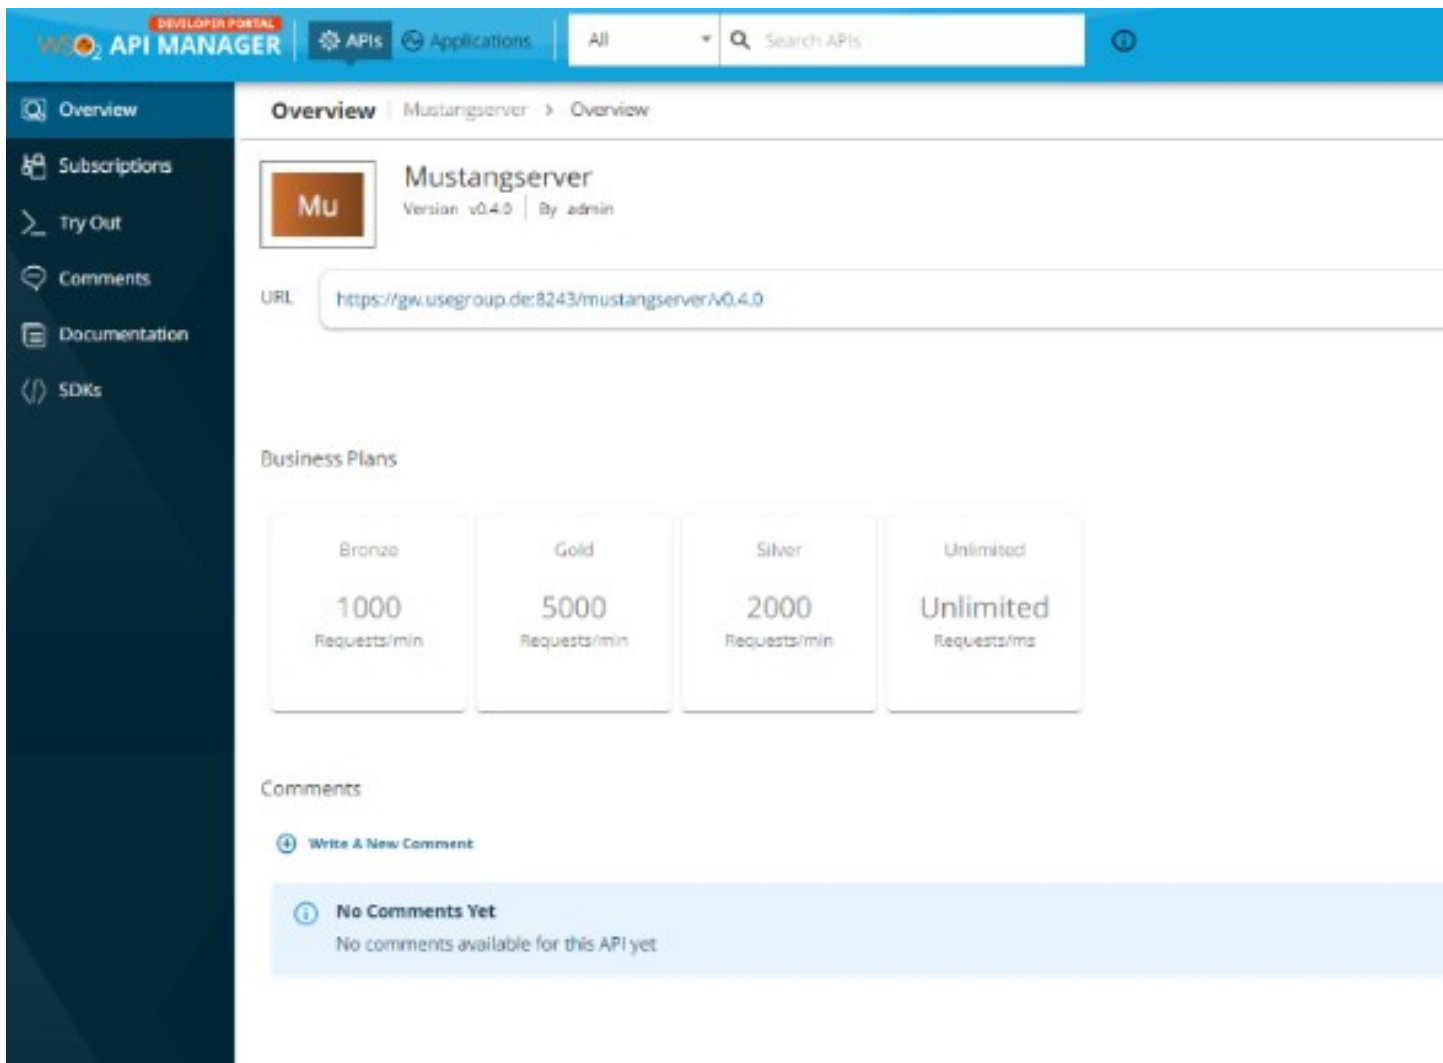 DEVELOPER PORTAL
WSO2 API MANAGER
APIs
Applications
All
Search APIs
Overview
Subscriptions
Try Out
Comments
Documentation
SDKs
Overview | Mustangserver > Overview
Mu
Mustangserver
Version v0.4.0 | By admin
URL
https://gw.usegroup.de:8243/mustangserver/v0.4.0
Business Plans
Bronze
1000
Requests/min
Gold
5000
Requests/min
Silver
2000
Requests/min
Unlimited
Unlimited
Requests/ms
Comments
Write A New Comment
No Comments Yet
No comments available for this API yet